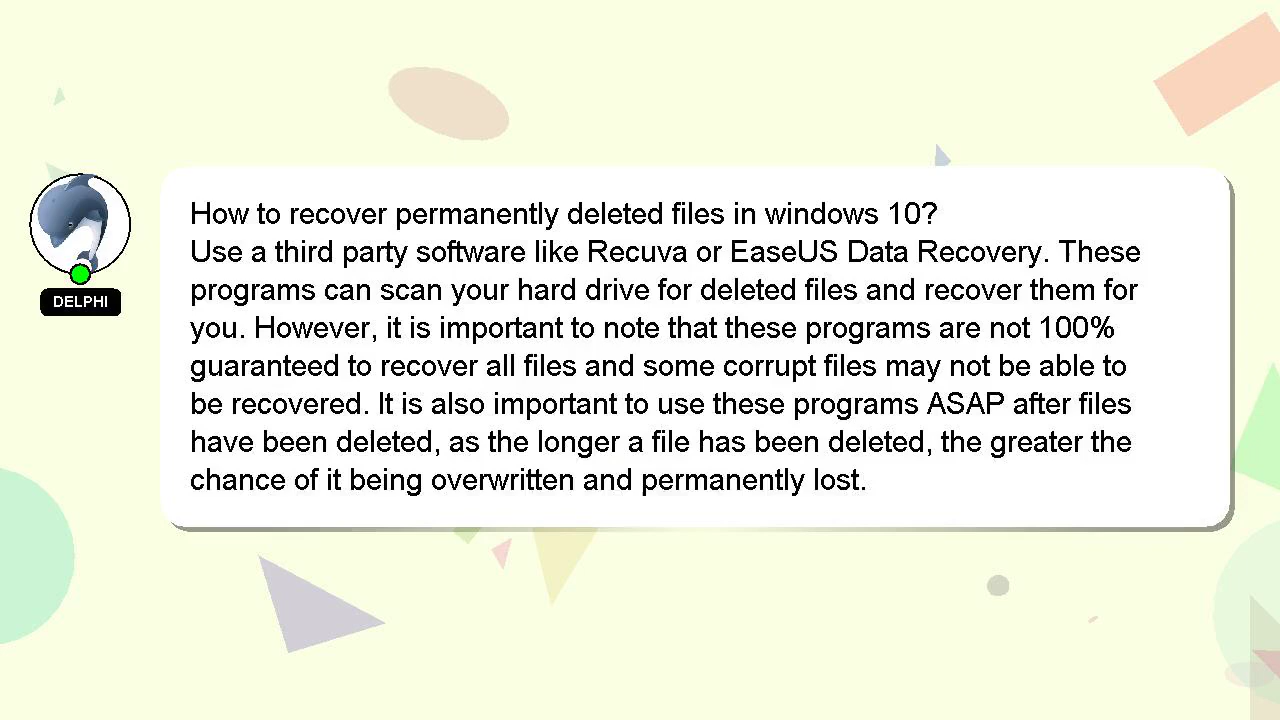 How to recover permanently deleted files in windows 10?
Use a third party software like Recuva or EaseUS Data Recovery. These
programs can scan your hard drive for deleted files and recover them for
you. However, it is important to note that these programs are not 100%
guaranteed to recover all files and some corrupt files may not be able to
be recovered. It is also important to use these programs ASAP after files
have been deleted, as the longer a file has been deleted, the greater the
chance of it being overwritten and permanently lost.
DELPHI